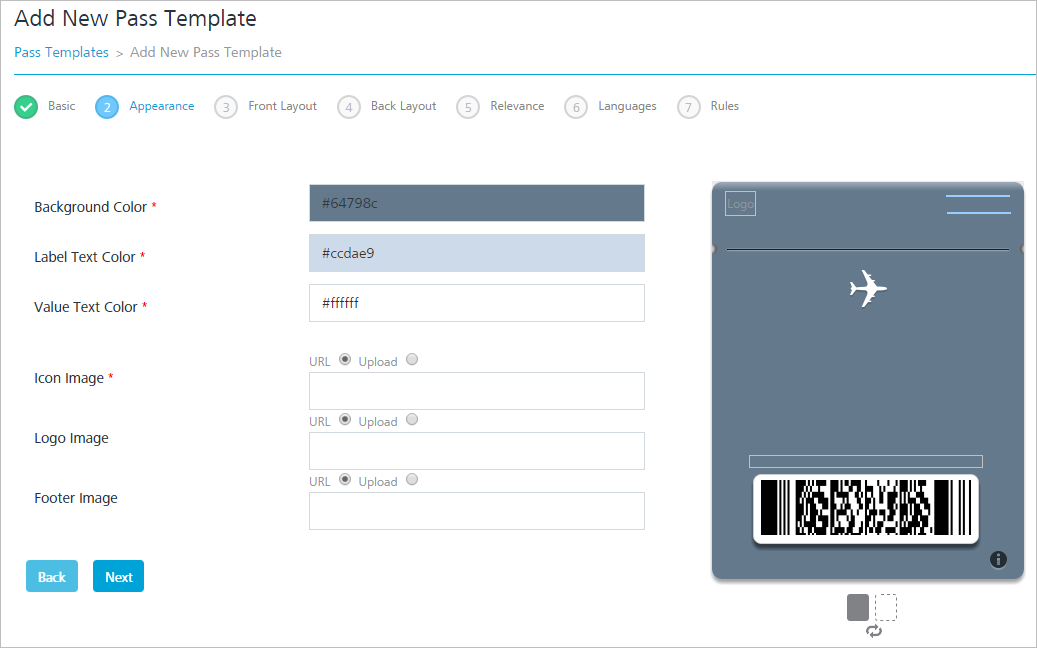 Add New Pass Template
Pass Templates > Add New Pass Template
Basic 2 Appearance 3 Front Layout 4 Back Layout 5 Relevance 6 Languages 7 Rules
Background Color * #64798c
Label Text Color * #ccdae9
Value Text Color * #ffffff
URL Upload
Icon Image *
URL Upload
Logo Image
URL Upload
Footer Image
Back Next
Logo